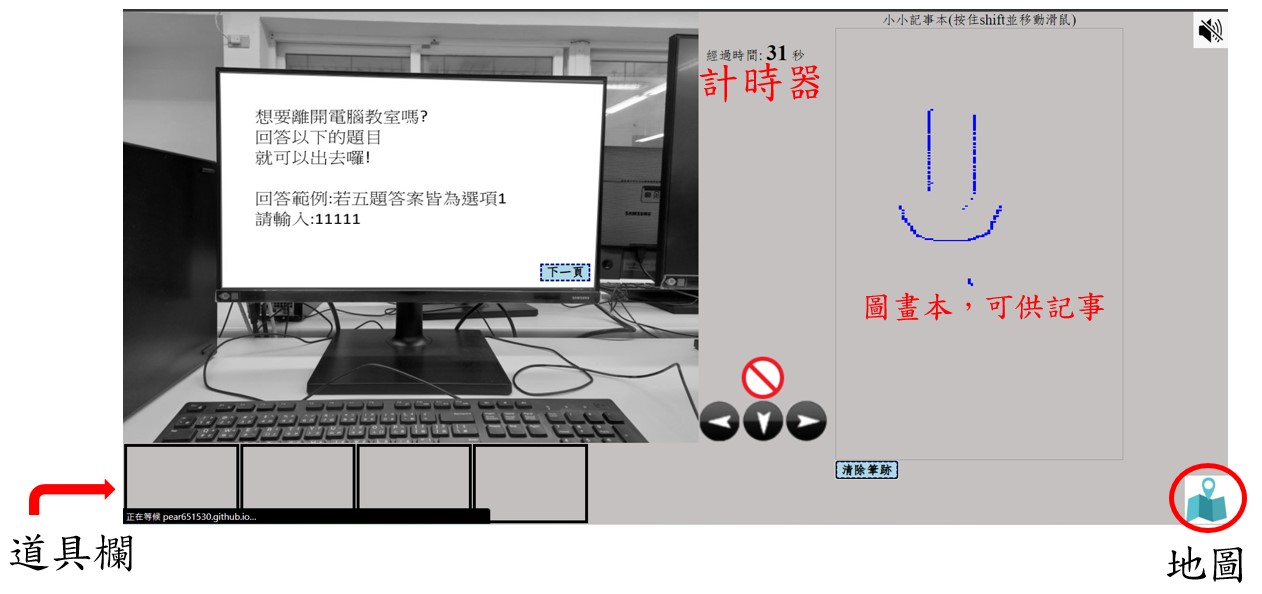 小小記事本(按住shift並移動滑鼠)
經過時間: 31 秒
計時器
想要離開電腦教室嗎?
回答以下的題目
就可以出去囉!
回答範例:若五題答案皆為選項1
請輸入:11111
下一頁
SAMSUNG
SAMSUNG
圖畫本，可供記事
清除筆跡
正在等候 pear651530.github.io...
道具欄
地圖